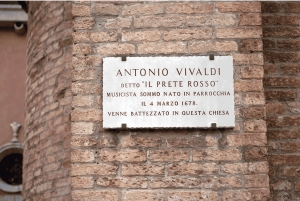 ANTONIO VIVALDI
DETTO "IL PRETE ROSSO"
MUSICISTA SOMMO NATO IN PARROCCHIA
IL 4 MARZO 1678
VENNE BATTEZZATO IN QUESTA CHIESA